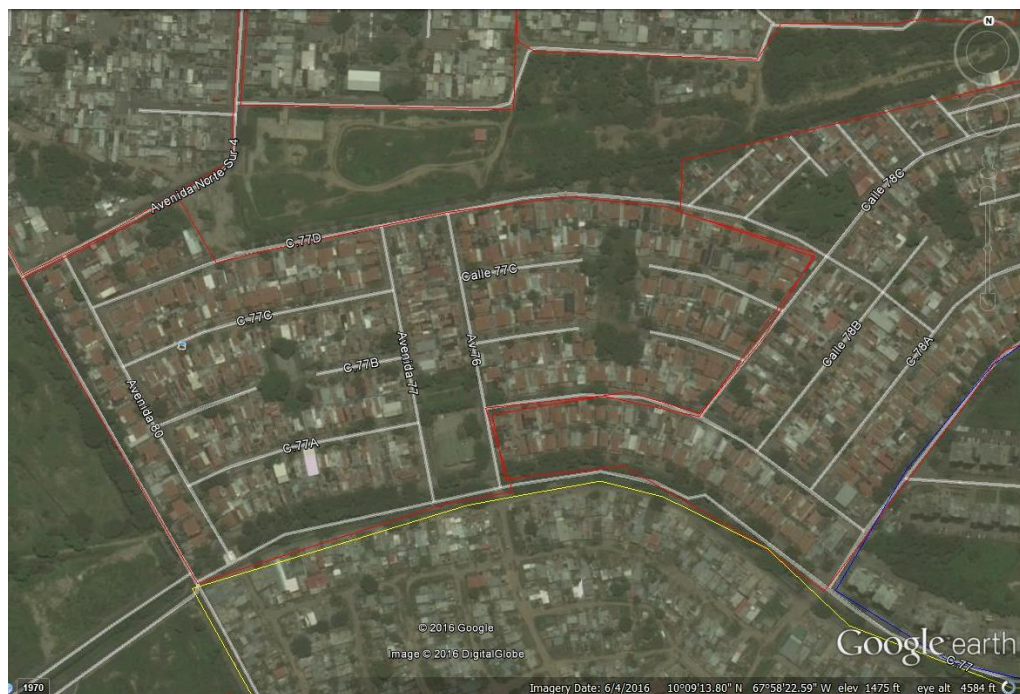 N
Avenida Norte-Sur 4
Calle 78C
C.77D
Calle 77C
C.77C
Av.76
Avenida 77
Calle 78B
C.78A
C.77B
Avenida 80
C.77A
© 2016 Google
Image © 2016 DigitalGlobe
Google earth
C.77
1970
Imagery Date: 6/4/2016 10°09'13.80" N 67°58'22.59" W elev 1475 ft eye alt 4584 ft